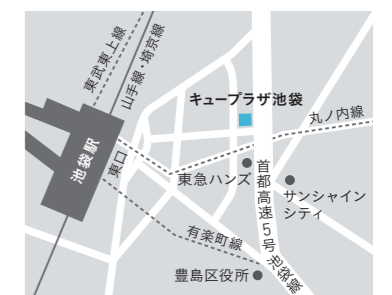 東武東上線
山手線・埼京線
キュープラザ池袋
丸ノ内線
池袋駅
東口
東急ハンズ
首都高速5号池袋線
サンシャイン
シティ
有楽町線
豊島区役所